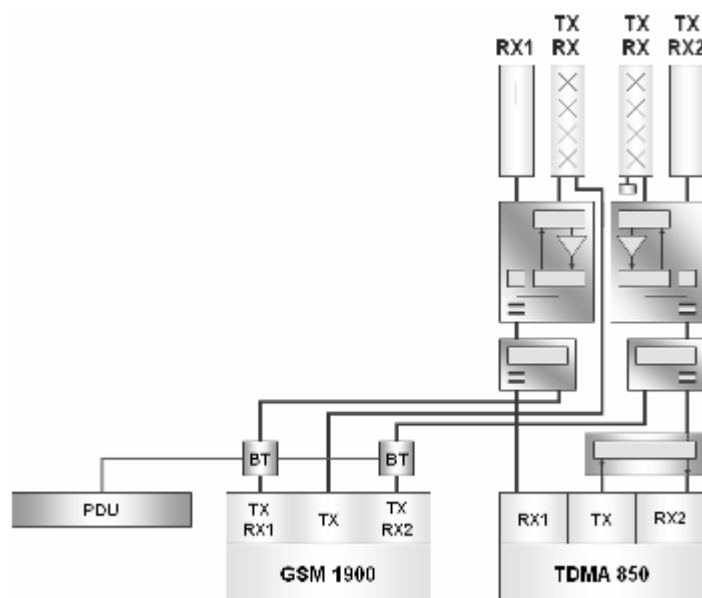 TX TX TX
RX1 RX RX RX2
BT BT
PDU
TX TX TX
RX1 RX2
RX1 TX RX2
GSM 1900
TDMA 850